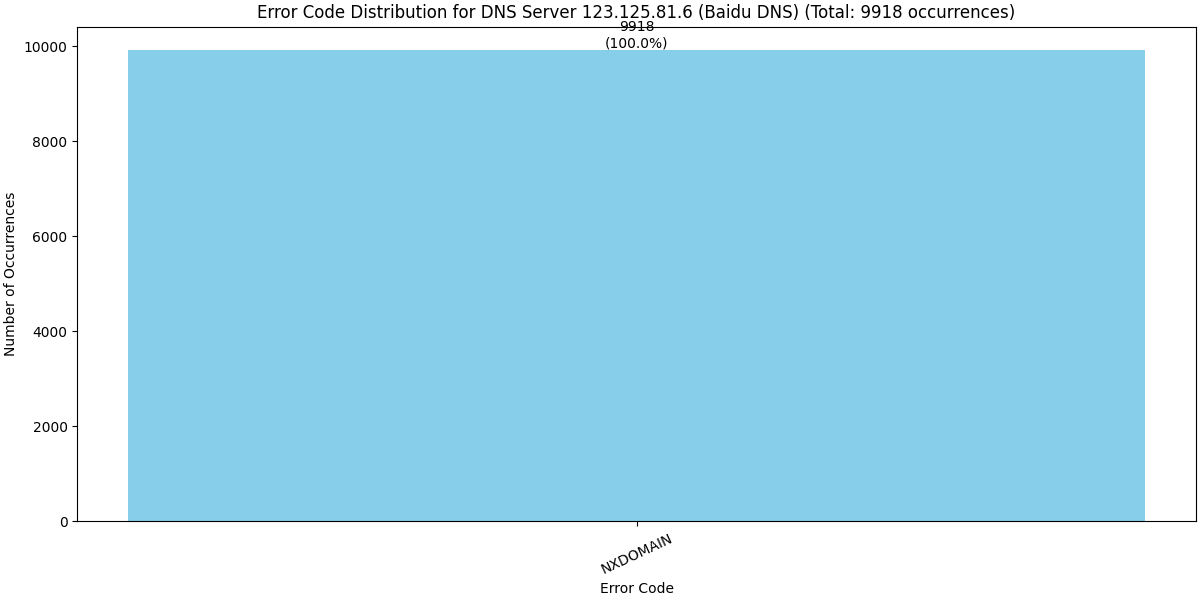 Error Code Distribution for DNS Server 123.125.81.6 (Baidu DNS) (Total: 9918 occurrences)
9918
(100.0%)
10000
8000
6000
4000
2000
0
Number of Occurrences
NXDOMAIN
Error Code